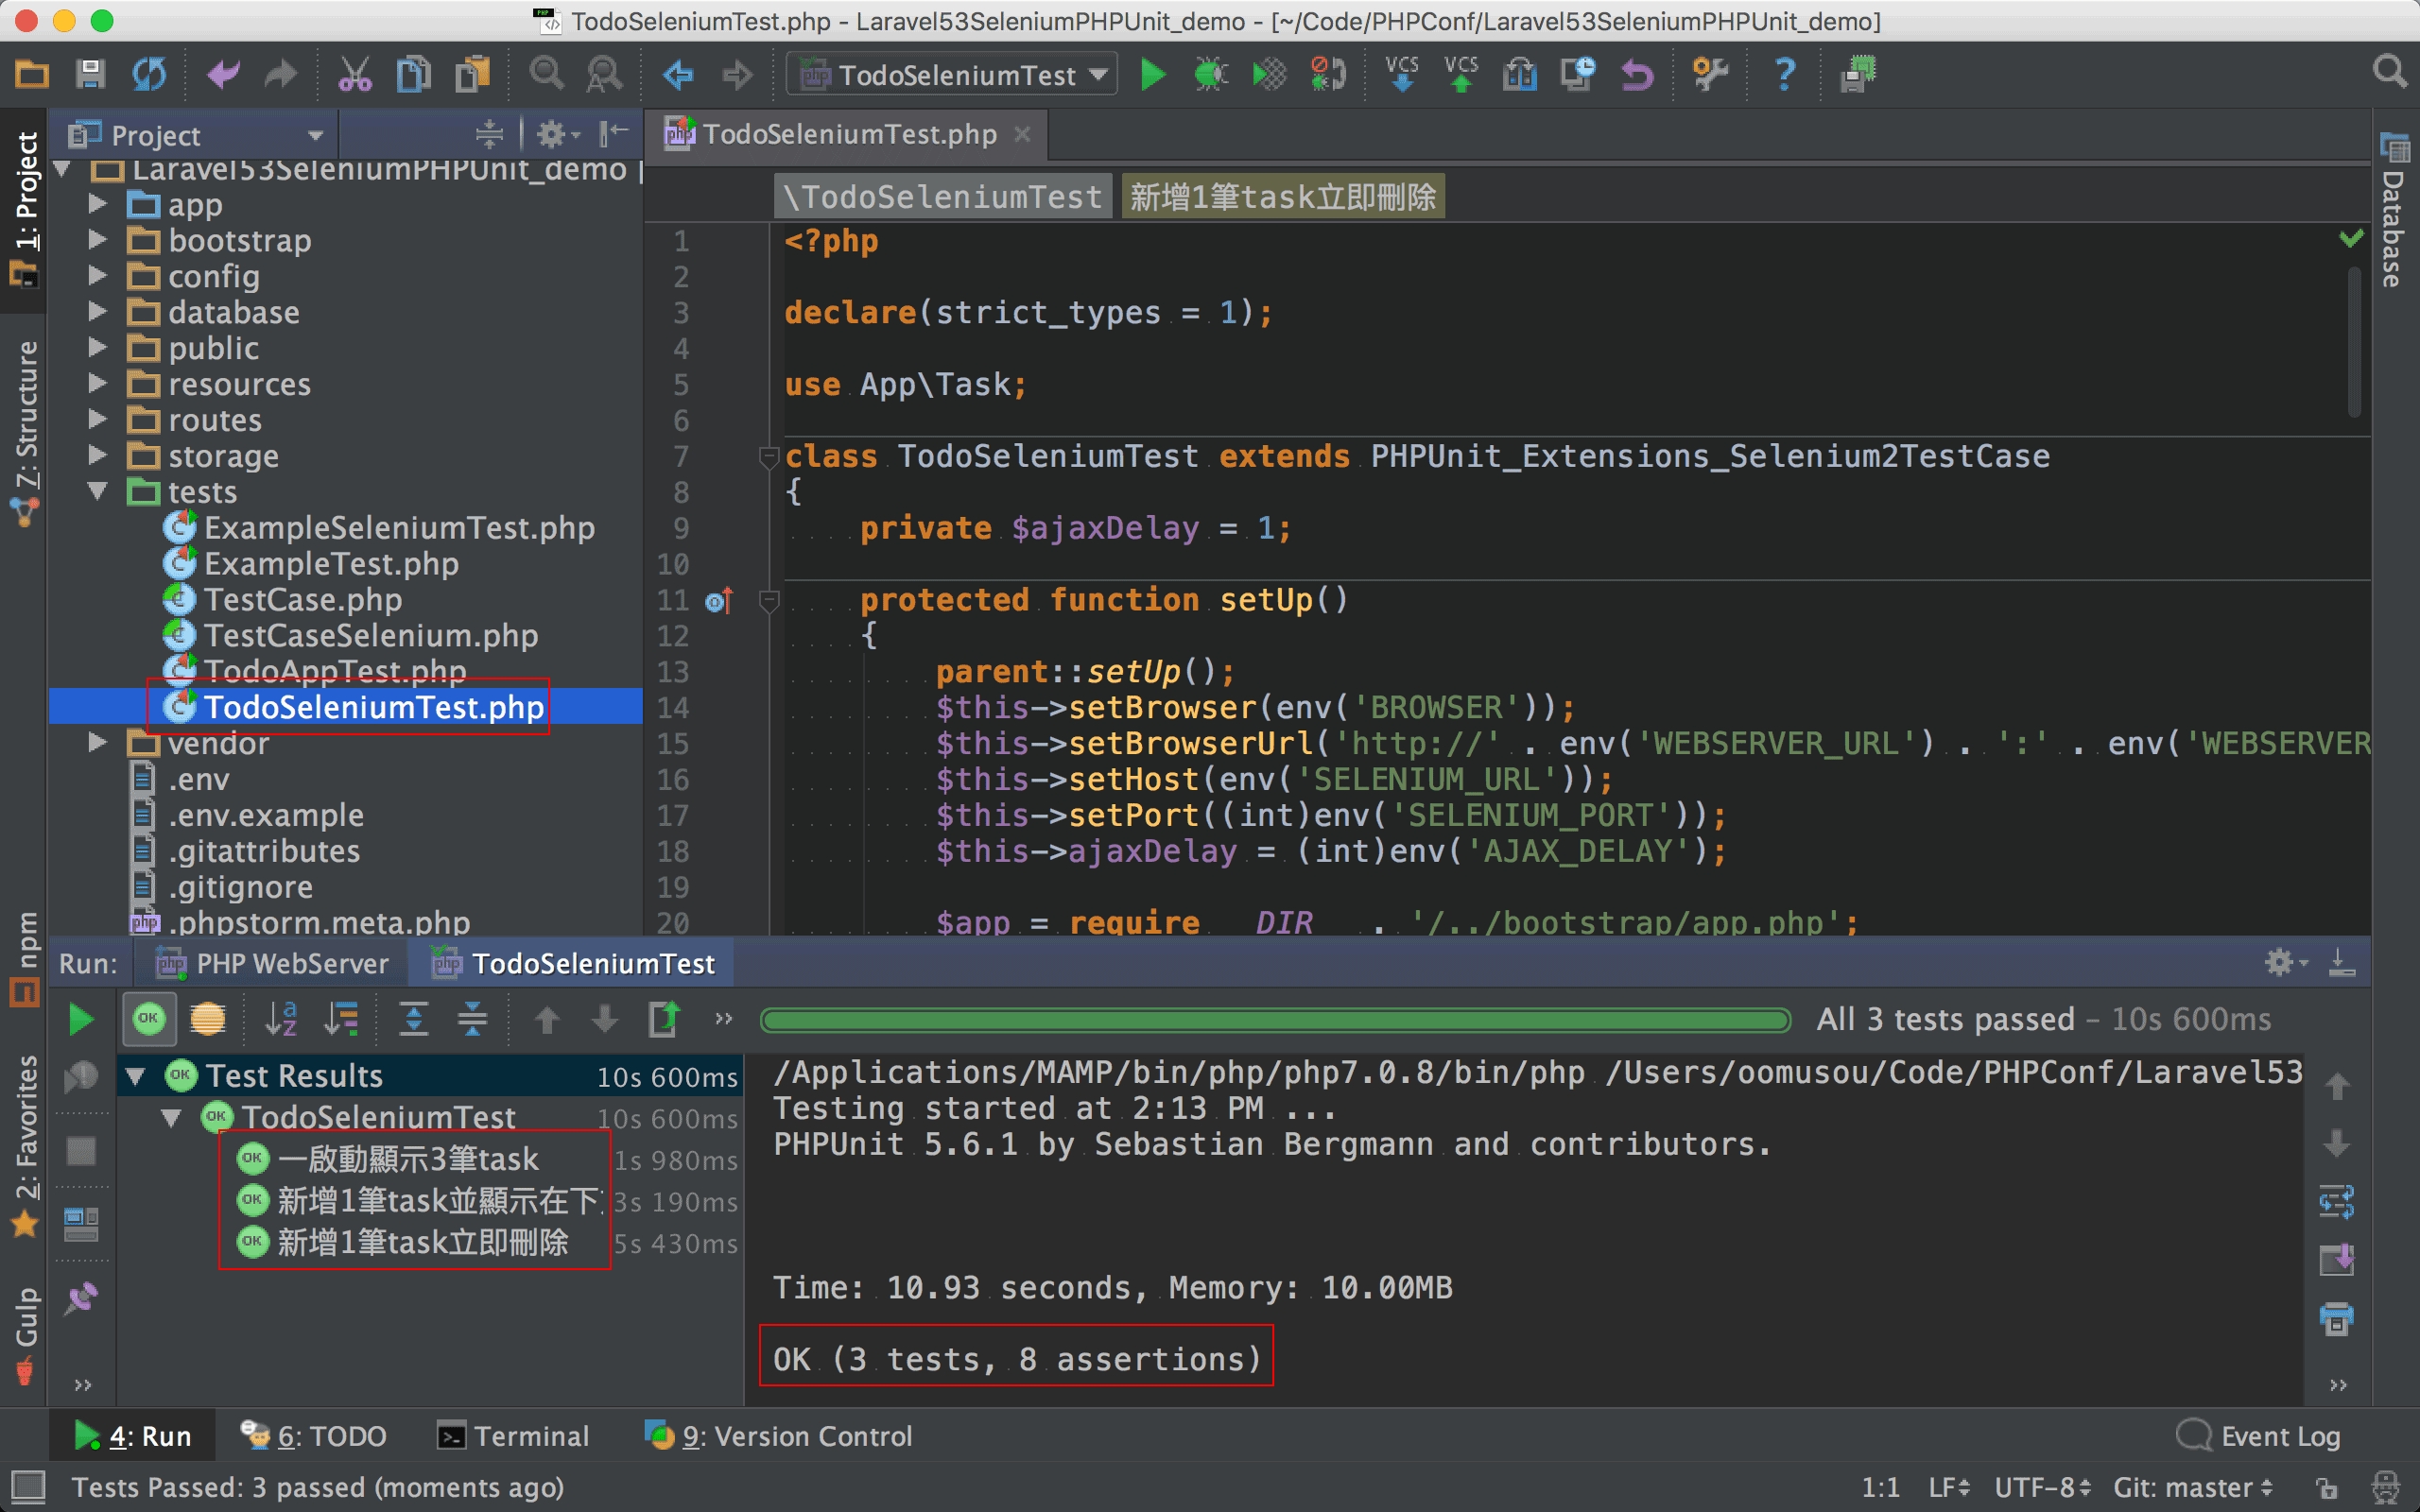 TodoSeleniumTest.php - Laravel53SeleniumPHPUnit_demo - [~/Code/PHPConf/Laravel53SeleniumPHPUnit_demo]
TodoSeleniumTest
VCS
VCS
Project
TodoSeleniumTest.php
1: Project
7: Structure
npm
2: Favorites
Gulp
Database
Laravel53SeleniumPHPUnit_demo
app
bootstrap
config
database
public
resources
routes
storage
tests
ExampleSeleniumTest.php
ExampleTest.php
TestCase.php
TestCaseSelenium.php
TodoAppTest.php
TodoSeleniumTest.php
vendor
.env
.env.example
.gitattributes
.gitignore
.phpstorm.meta.php
\TodoSeleniumTest 新增1筆task立即刪除
1 <?php
2
3 declare(strict_types = 1);
4
5 use App\Task;
6
7 class TodoSeleniumTest extends PHPUnit_Extensions_Selenium2TestCase
8 {
9 private $ajaxDelay = 1;
10
11 protected function setUp()
12 {
13 parent::setUp();
14 $this->setBrowser(env('BROWSER'));
15 $this->setBrowserUrl('http://' . env('WEBSERVER_URL') . ':' . env('WEBSERVER
16 $this->setHost(env('SELENIUM_URL'));
17 $this->setPort((int)env('SELENIUM_PORT'));
18 $this->ajaxDelay = (int)env('AJAX_DELAY');
19
20 $app = require __DIR__ . '/../bootstrap/app.php';
Run: PHP WebServer TodoSeleniumTest
All 3 tests passed – 10s 600ms
Test Results 10s 600ms
TodoSeleniumTest 10s 600ms
OK 一啟動顯示3筆task 1s 980ms
OK 新增1筆task並顯示在下 3s 190ms
OK 新增1筆task立即刪除 5s 430ms
/Applications/MAMP/bin/php/php7.0.8/bin/php /Users/oomusou/Code/PHPConf/Laravel53
Testing started at 2:13 PM ...
PHPUnit 5.6.1 by Sebastian Bergmann and contributors.
Time: 10.93 seconds, Memory: 10.00MB
OK (3 tests, 8 assertions)
4: Run 6: TODO Terminal 9: Version Control Event Log
Tests Passed: 3 passed (moments ago) 1:1 LF UTF-8 Git: master